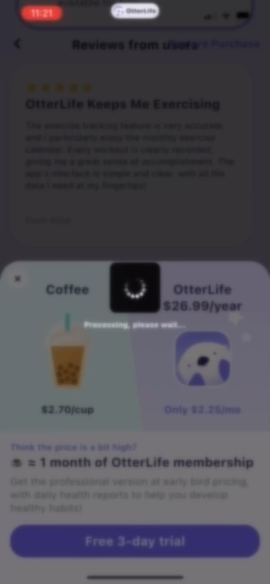 11:21
OtterLife
Reviews from users
Purchase
OtterLife Keeps Me Exercising
The exercise tracking feature is very accurate
and I particularly enjoy the monthly exercise
calendar. Every workout is clearly recorded,
giving me a great sense of accomplishment. The
app's interface is simple and clear, with all the
data I need at my fingertips!
Coffee
OtterLife
$26.99/year
Processing, please wait...
$2.70/cup
Only $2.25/mo
Think the price is a bit high?
≈ 1 month of OtterLife membership
Get the professional version at early bird pricing,
with daily health reports to help you develop
healthy habits!
Free 3-day trial